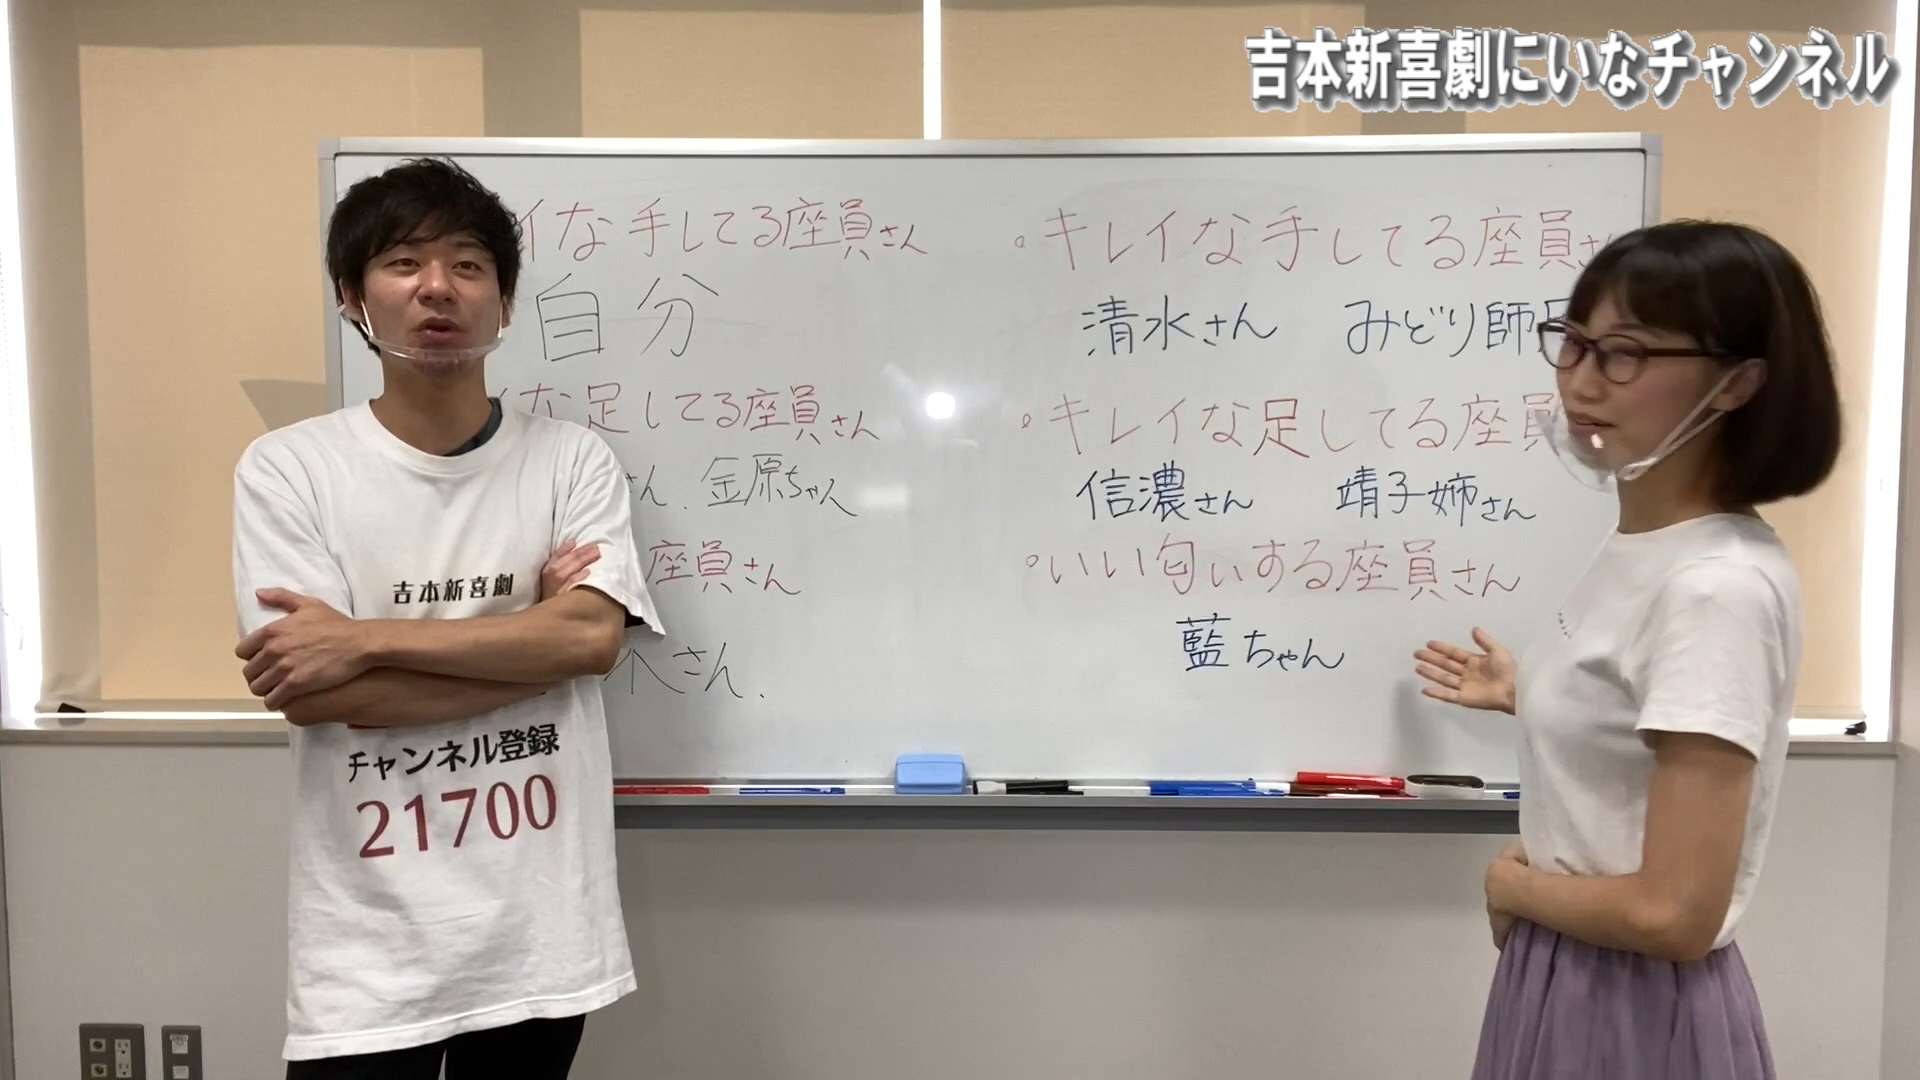 吉本新喜劇にいなチャンネル
イな手してる座員さん
自分
な足してる座員さん
さん、金原ちゃん
座員さん
木さん、
・キレイな手してる座員さ
清水さん みどり師
・キレイな足してる座員
信濃さん 靖子姉さん
・いい匂いする座員さん
藍ちゃん
吉本新喜劇
チャンネル登録
21700